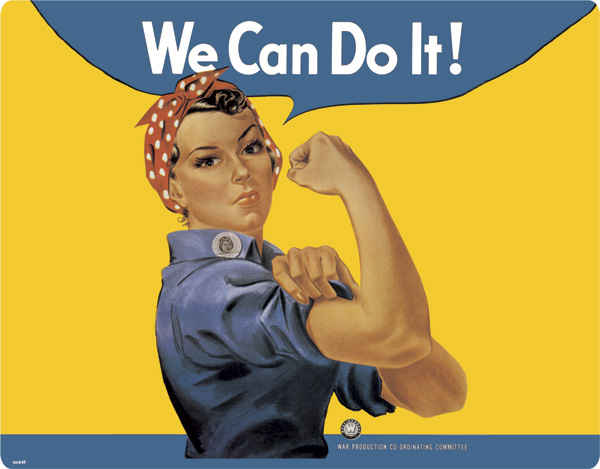 We Can Do It!
WAR PRODUCTION CO-ORDINATING COMMITTEE